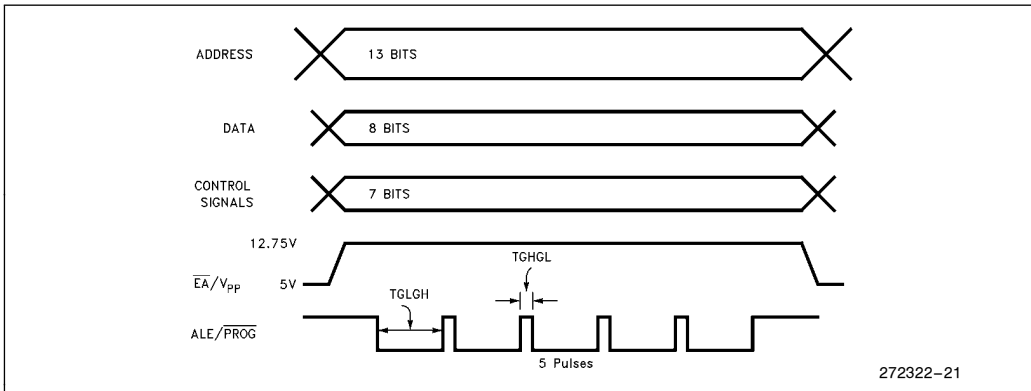 ADDRESS
13 BITS
DATA
8 BITS
CONTROL
SIGNALS
7 BITS
12.75V
TGHGL
EA/VPP
5V
TGLGH
ALE/PROG
5 Pulses
272322-21